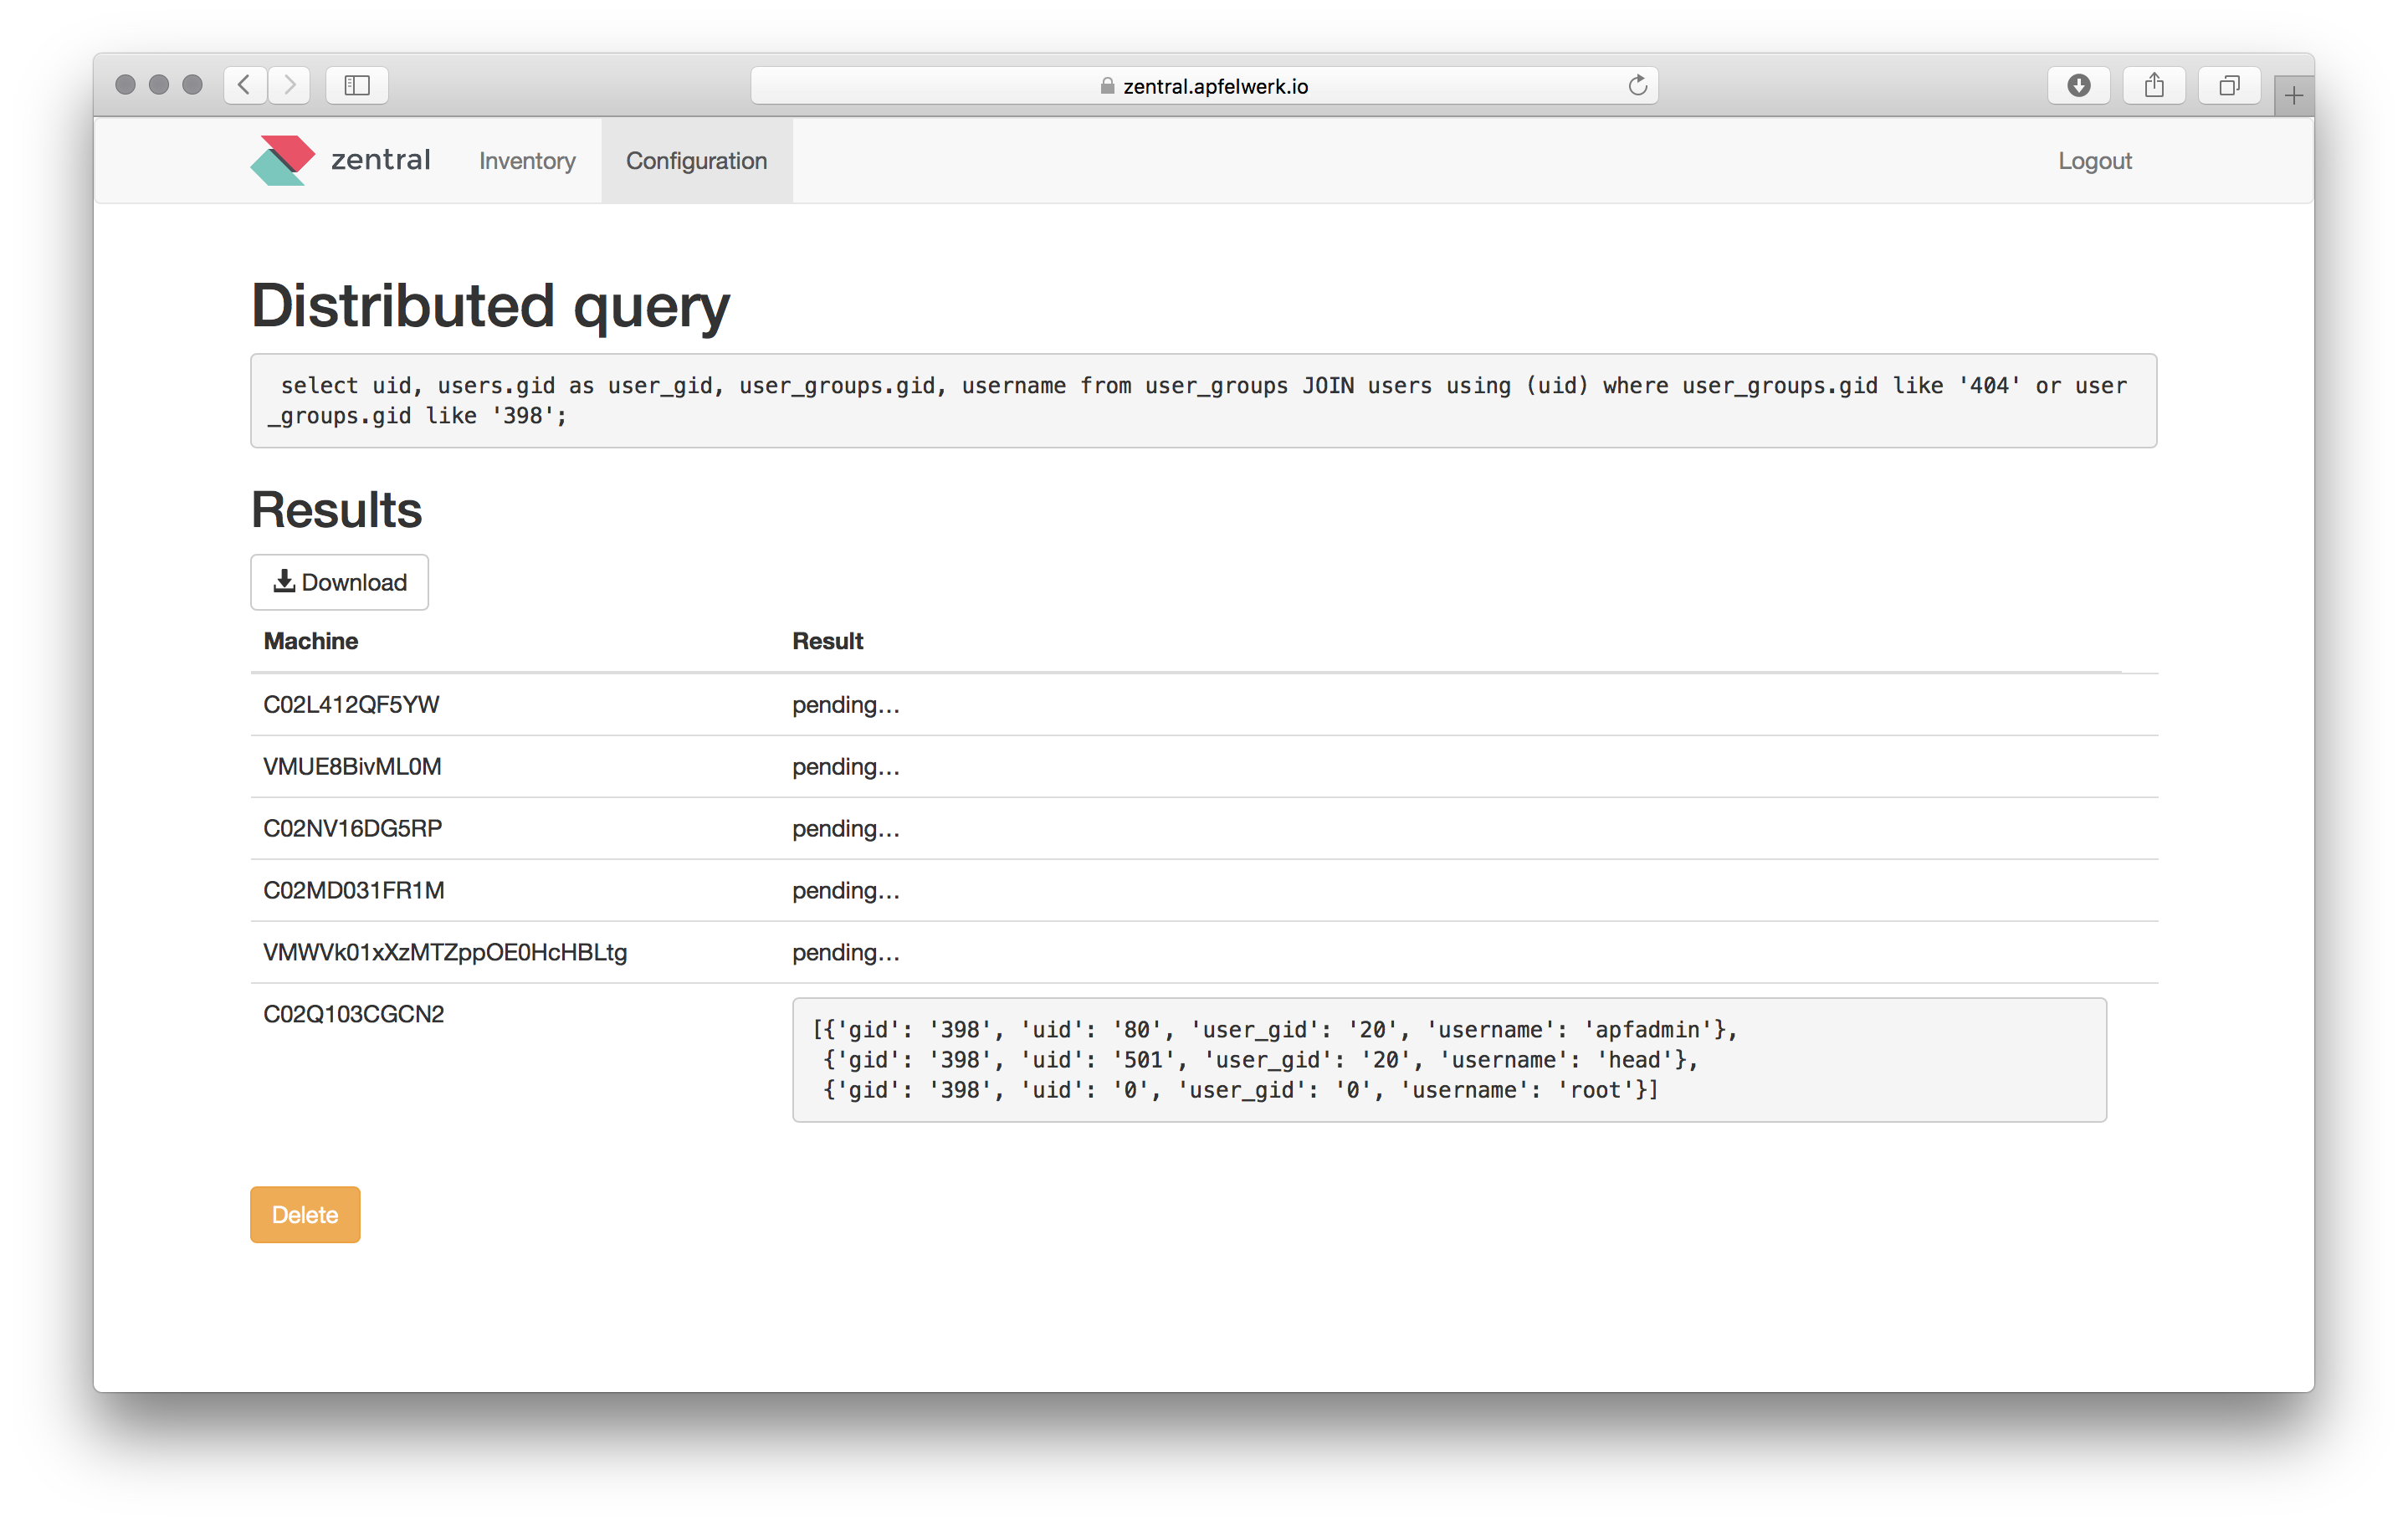 zentral.apfelwerk.io
zentral Inventory Configuration Logout
Distributed query
select uid, users.gid as user_gid, user_groups.gid, username from user_groups JOIN users using (uid) where user_groups.gid like '404' or user
_groups.gid like '398';
Results
Download
Machine Result
C02L412QF5YW pending...
VMUE8BivML0M pending...
C02NV16DG5RP pending...
C02MD031FR1M pending...
VMWVk01xXzMTZppOE0HcHBLtg pending...
C02Q103CGCN2
[{'gid': '398', 'uid': '80', 'user_gid': '20', 'username': 'apfadmin'},
{'gid': '398', 'uid': '501', 'user_gid': '20', 'username': 'head'},
{'gid': '398', 'uid': '0', 'user_gid': '0', 'username': 'root'}]
Delete